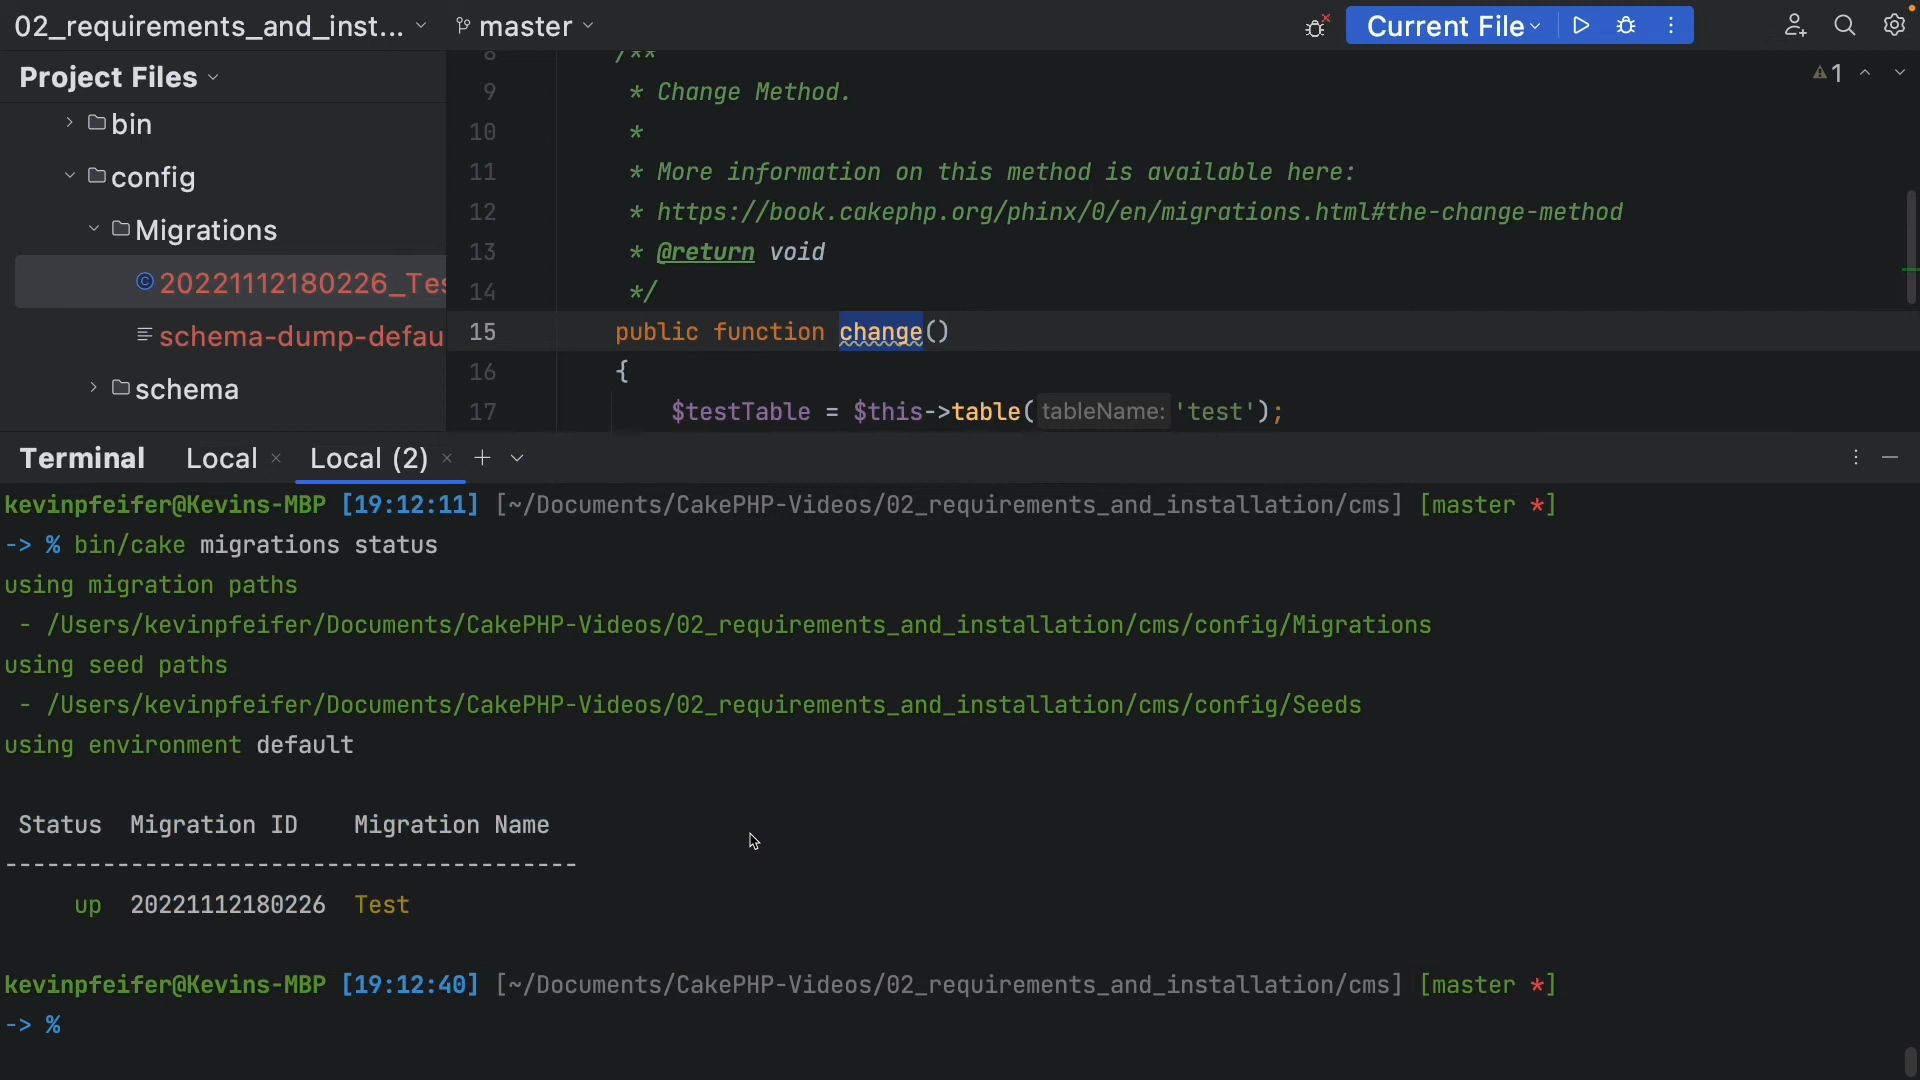 02_requirements_and_inst...
master
Current File
Project Files
1
bin
config
Migrations
20221112180226_Tes
schema-dump-defau
schema
8 /**
9 * Change Method.
10 *
11 * More information on this method is available here:
12 * https://book.cakephp.org/phinx/0/en/migrations.html#the-change-method
13 * @return void
14 */
15 public function change()
16 {
17 $testTable = $this->table( tableName: 'test');
Terminal Local × Local (2) ×
kevinpfeifer@Kevins-MBP [19:12:11] [~/Documents/CakePHP-Videos/02_requirements_and_installation/cms] [master *]
-> % bin/cake migrations status
using migration paths
- /Users/kevinpfeifer/Documents/CakePHP-Videos/02_requirements_and_installation/cms/config/Migrations
using seed paths
- /Users/kevinpfeifer/Documents/CakePHP-Videos/02_requirements_and_installation/cms/config/Seeds
using environment default
Status Migration ID Migration Name
-----------------------------------------
up 20221112180226 Test
kevinpfeifer@Kevins-MBP [19:12:40] [~/Documents/CakePHP-Videos/02_requirements_and_installation/cms] [master *]
-> %